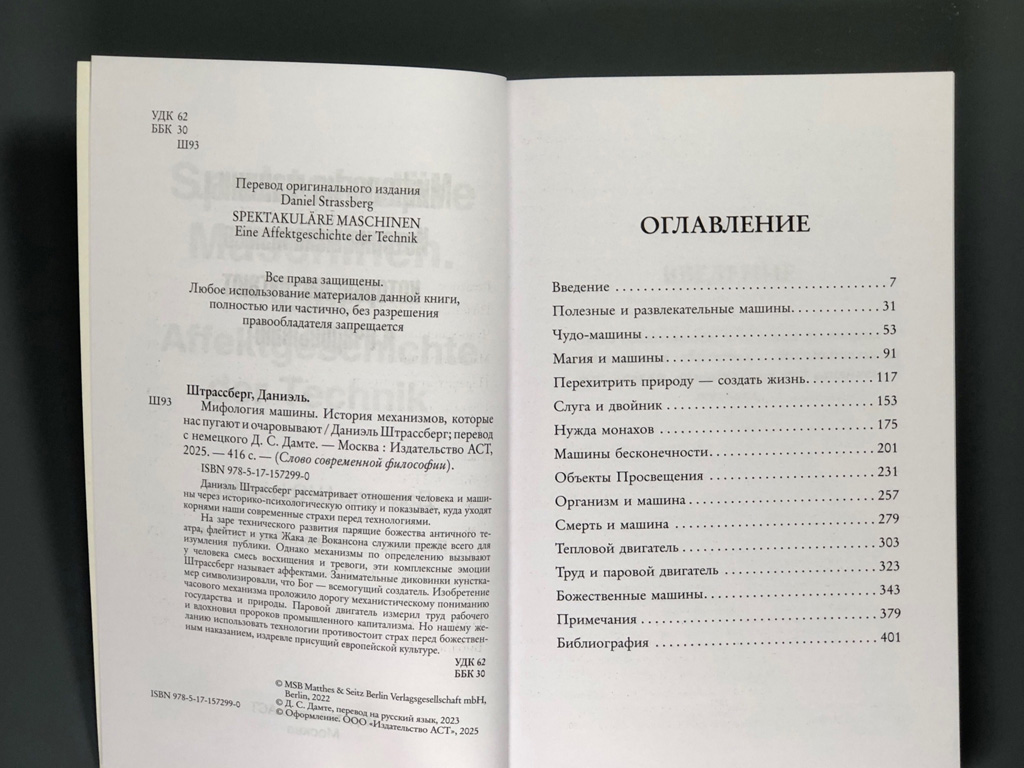 УДК 62
ББК 30
Ш93
Перевод оригинального издания
Daniel Strassberg
SPEKTAKULÄRE MASCHINEN
Eine Affektgeschichte der Technik
Все права защищены.
Любое использование материалов данной книги,
полностью или частично, без разрешения
правообладателя запрещается
Штрассберг, Даниэль.
Ш93 Мифология машины. История механизмов, которые
нас пугают и очаровывают / Даниэль Штрассберг; перевод
с немецкого Д. С. Дамте. — Москва : Издательство АСТ,
2025. — 416 с. — (Слово современной философии).
ISBN 978-5-17-157299-0
Даниэль Штрассберг рассматривает отношения человека и маши-
ны через историко-психологическую оптику и показывает, куда уходят
корнями наши современные страхи перед технологиями.
На заре технического развития парящие божества античного те-
атра, флейтист и утка Жака де Вокансона служили прежде всего для
изумления публики. Однако механизмы по определению вызывают
у человека смесь восхищения и тревоги, эти комплексные эмоции
Штрассберг называет аффектами. Занимательные диковинки кунстка-
мер символизировали, что Бог — всемогущий создатель. Изобретение
часового механизма проложило дорогу механистическому пониманию
государства и природы. Паровой двигатель измерил труд рабочего
и вдохновил пророков промышленного капитализма. Но нашему же-
ланию использовать технологии противостоит страх перед божествен-
ным наказанием, издревле присущий европейской культуре.
УДК 62
ББК 30
© MSB Matthes & Seitz Berlin Verlagsgesellschaft mbH,
Berlin, 2022
© Д. С. Дамте, перевод на русский язык, 2023
ISBN 978-5-17-157299-0 © Оформление. ООО «Издательство АСТ», 2025
ОГЛАВЛЕНИЕ
Введение . . . 7
Полезные и развлекательные машины. . . 31
Чудо-машины . . . 53
Магия и машины . . . 91
Перехитрить природу — создать жизнь. . . 117
Слуга и двойник . . . 153
Нужда монахов . . . 175
Машины бесконечности. . . 201
Объекты Просвещения . . . 231
Организм и машина . . . 257
Смерть и машина . . . 279
Тепловой двигатель . . . 303
Труд и паровой двигатель . . . 323
Божественные машины. . . 343
Примечания . . . 379
Библиография . . . 401